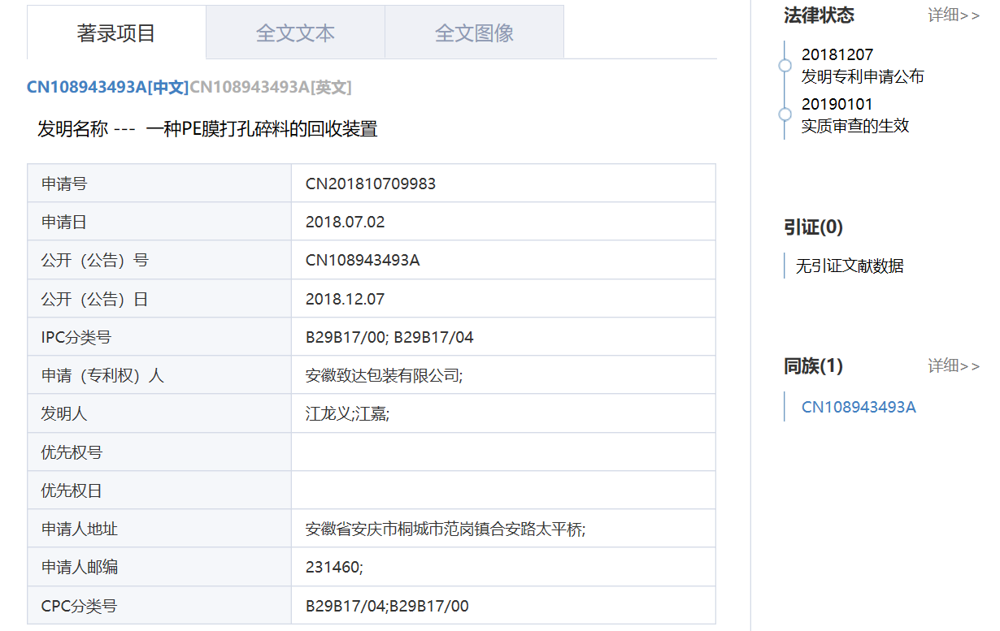 著录项目 全文文本 全文图像
CN108943493A[中文]CN108943493A[英文]
发明名称 --- 一种PE膜打孔碎料的回收装置
申请号 CN201810709983
申请日 2018.07.02
公开（公告）号 CN108943493A
公开（公告）日 2018.12.07
IPC分类号 B29B17/00; B29B17/04
申请（专利权）人 安徽致达包装有限公司;
发明人 江龙义;江嘉;
优先权号
优先权日
申请人地址 安徽省安庆市桐城市范岗镇合安路太平桥;
申请人邮编 231460;
CPC分类号 B29B17/04;B29B17/00
法律状态 详细>>
20181207
发明专利申请公布
20190101
实质审查的生效
引证(0)
无引证文献数据
同族(1) 详细>>
CN108943493A